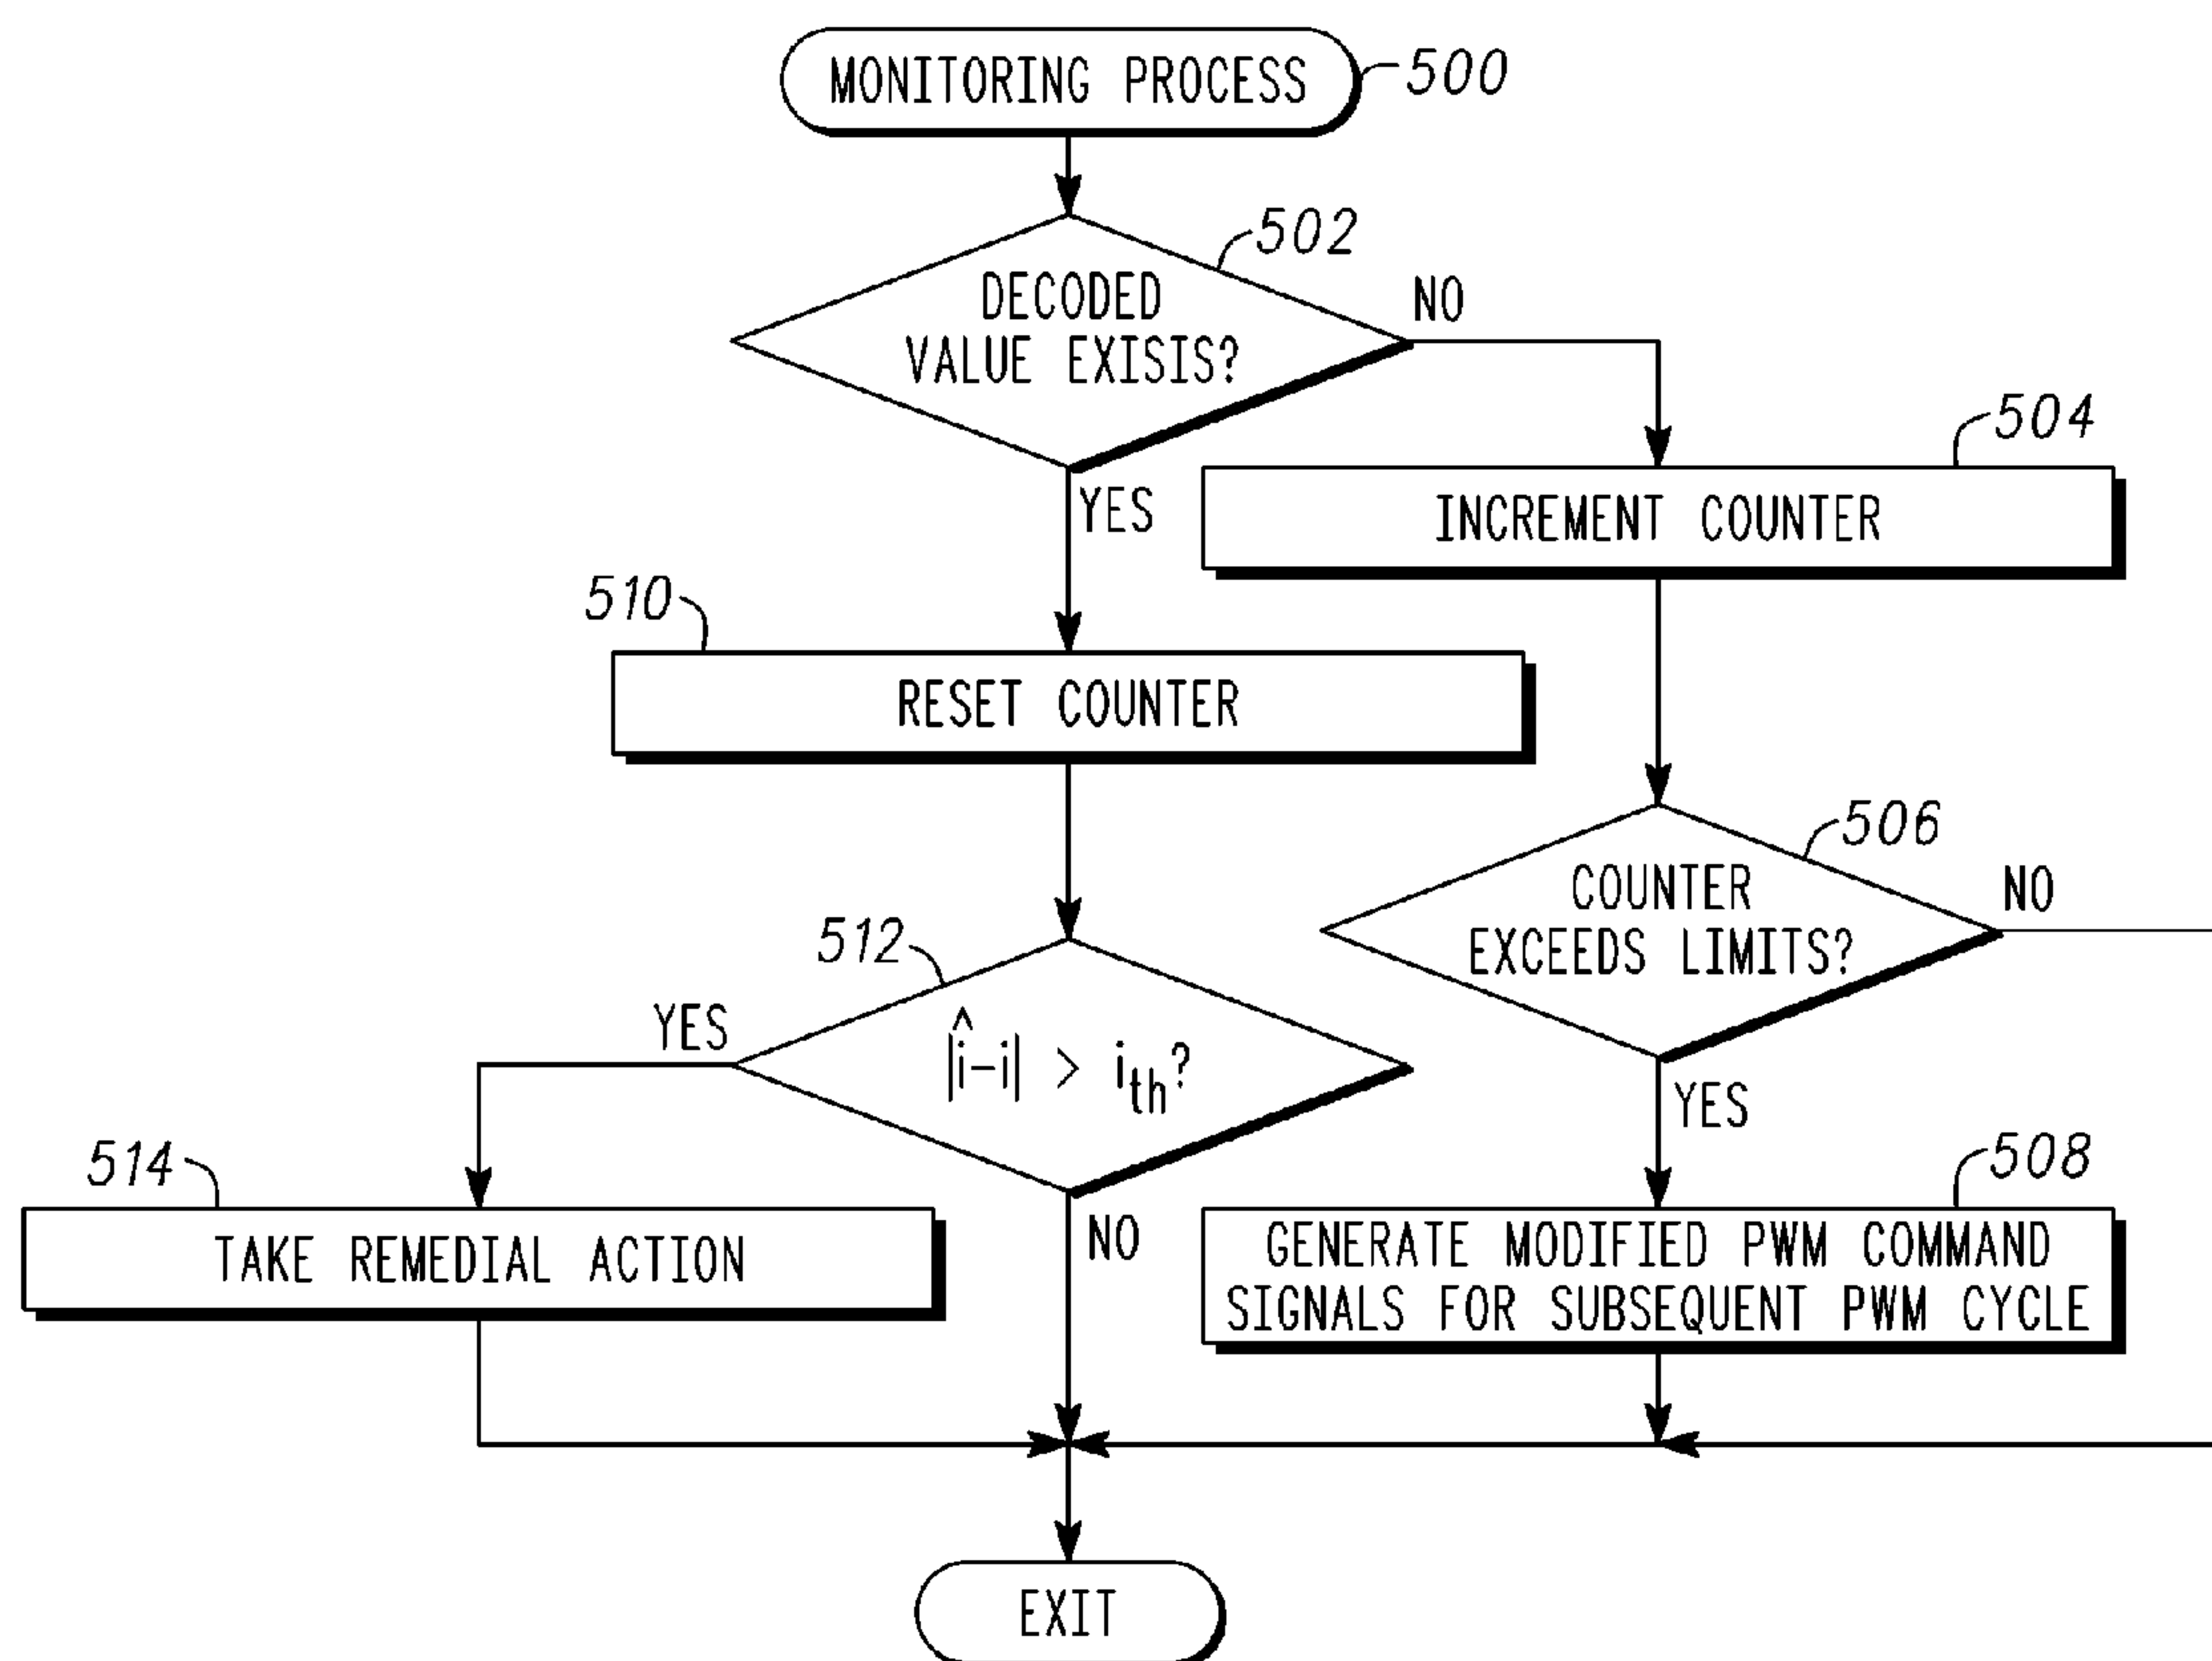 MONITORING PROCESS
500
502
DECODED
VALUE EXISIS?
NO
504
YES
INCREMENT COUNTER
510
RESET COUNTER
506
COUNTER
EXCEEDS LIMITS?
NO
512
YES
|î-i| > i_th?
YES
514
508
TAKE REMEDIAL ACTION
NO
GENERATE MODIFIED PWM COMMAND
SIGNALS FOR SUBSEQUENT PWM CYCLE
EXIT